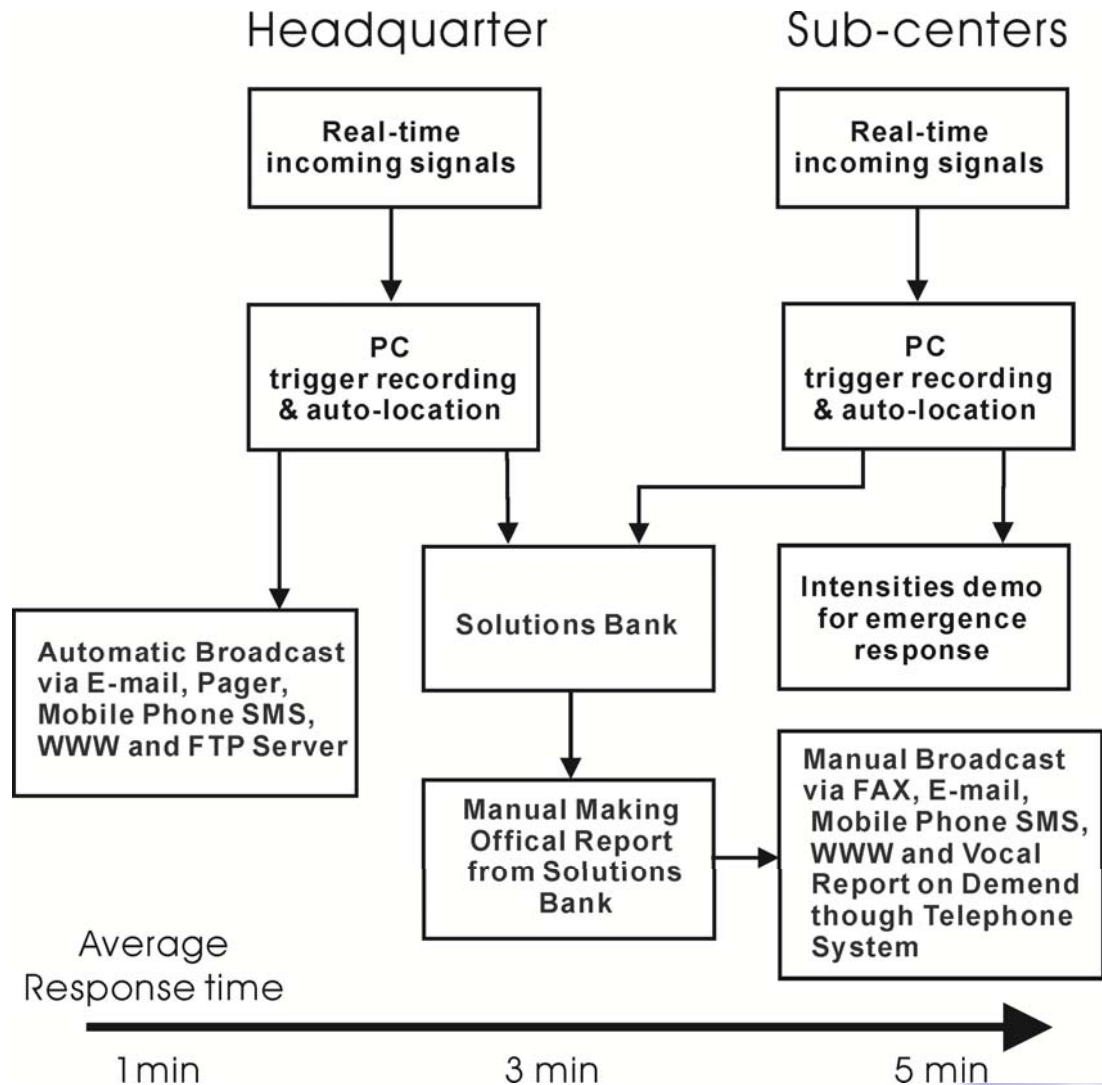 Headquarter
Sub-centers
Real-time
incoming signals
Real-time
incoming signals
PC
trigger recording
& auto-location
PC
trigger recording
& auto-location
Automatic Broadcast
via E-mail, Pager,
Mobile Phone SMS,
WWW and FTP Server
Solutions Bank
Intensities demo
for emergence
response
Manual Making
Offical Report
from Solutions
Bank
Manual Broadcast
via FAX, E-mail,
Mobile Phone SMS,
WWW and Vocal
Report on Demend
though Telephone
System
Average
Response time
1 min
3 min
5 min